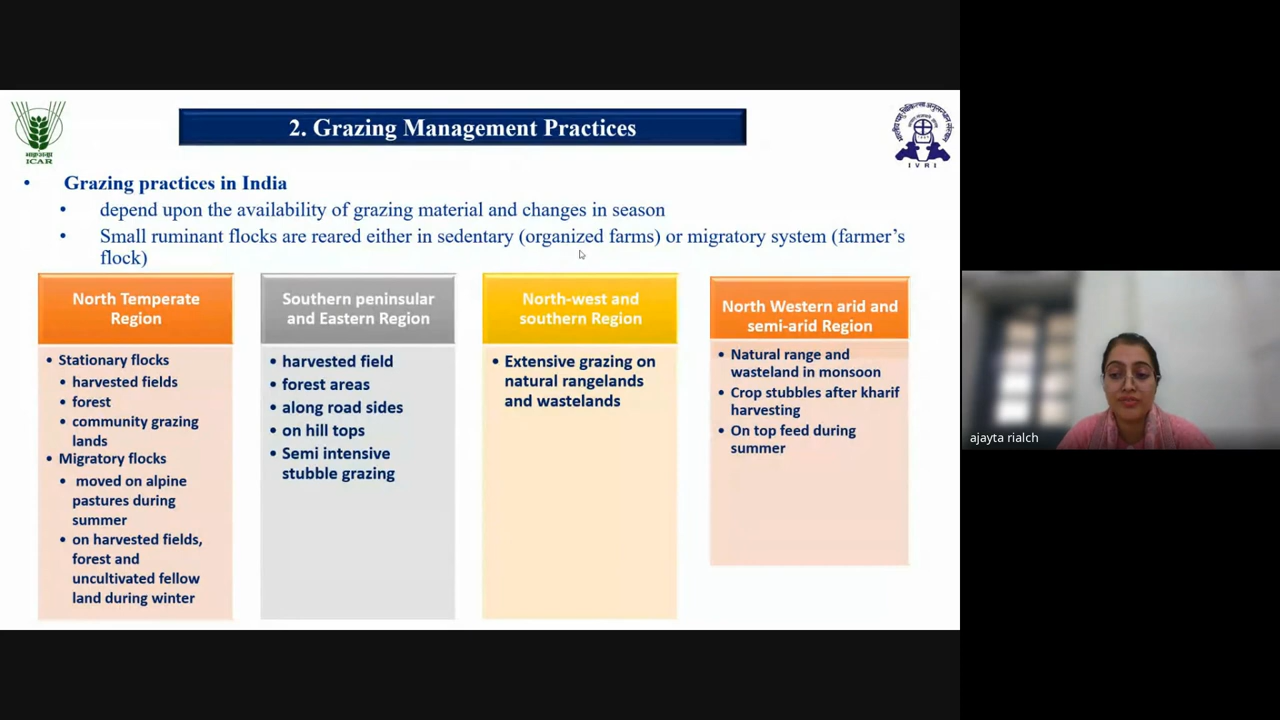 2. Grazing Management Practices
ICAR
IVRI
• Grazing practices in India
• depend upon the availability of grazing material and changes in season
• Small ruminant flocks are reared either in sedentary (organized farms) or migratory system (farmer's
flock)
North Temperate
Region
• Stationary flocks
• harvested fields
• forest
• community grazing
lands
• Migratory flocks
• moved on alpine
pastures during
summer
• on harvested fields,
forest and
uncultivated fellow
land during winter
Southern peninsular
and Eastern Region
• harvested field
• forest areas
• along road sides
• on hill tops
• Semi intensive
stubble grazing
North-west and
southern Region
• Extensive grazing on
natural rangelands
and wastelands
North Western arid and
semi-arid Region
• Natural range and
wasteland in monsoon
• Crop stubbles after kharif
harvesting
• On top feed during
summer
ajayta rialch